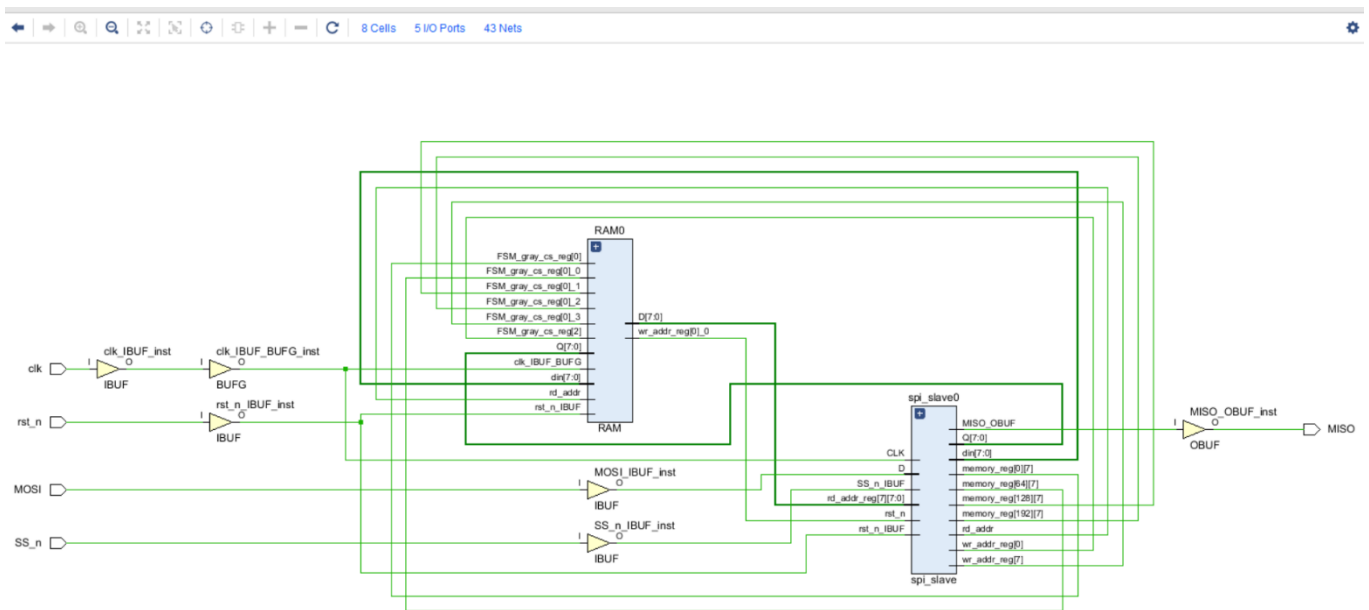 8 Cells 5 I/O Ports 43 Nets
RAM0
FSM_gray_cs_reg[0]
FSM_gray_cs_reg[0]_0
FSM_gray_cs_reg[0]_1
FSM_gray_cs_reg[0]_2
FSM_gray_cs_reg[0]_3
FSM_gray_cs_reg[2]
Q[7:0]
clk_IBUF_BUFG
din[7:0]
rd_addr
rst_n_IBUF
D[7:0]
wr_addr_reg[0]_0
RAM
clk
I
clk_IBUF_inst
O
IBUF
I
clk_IBUF_BUFG_inst
O
BUFG
rst_n
I
rst_n_IBUF_inst
O
IBUF
MOSI
I
MOSI_IBUF_inst
O
IBUF
SS_n
I
SS_n_IBUF_inst
O
IBUF
spi_slave0
CLK
D
SS_n_IBUF
rd_addr_reg[7][7:0]
rst_n
rst_n_IBUF
MISO_OBUF
Q[7:0]
din[7:0]
memory_reg[0][7]
memory_reg[64][7]
memory_reg[128][7]
memory_reg[192][7]
rd_addr
wr_addr_reg[0]
wr_addr_reg[7]
spi_slave
I
MISO_OBUF_inst
O
OBUF
MISO